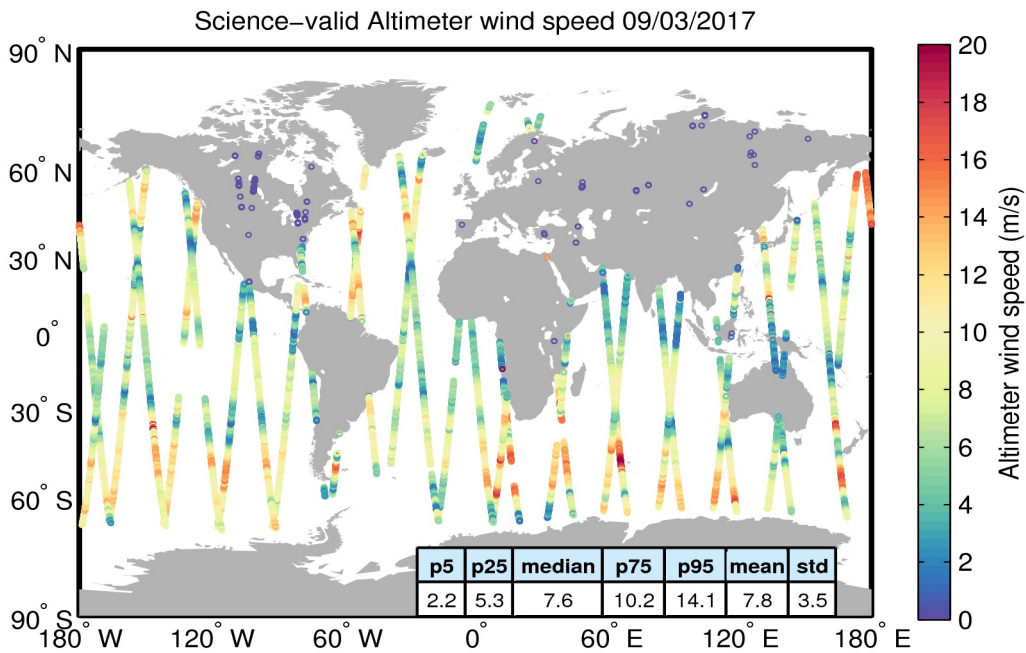 Science−valid Altimeter wind speed 09/03/2017
90° N
60° N
30° N
0°
30° S
60° S
90° S
180° W
120° W
60° W
0°
60° E
120° E
180° E
p5 p25 median p75 p95 mean std
2.2 5.3 7.6 10.2 14.1 7.8 3.5
20
18
16
14
12
10
8
6
4
2
0
Altimeter wind speed (m/s)